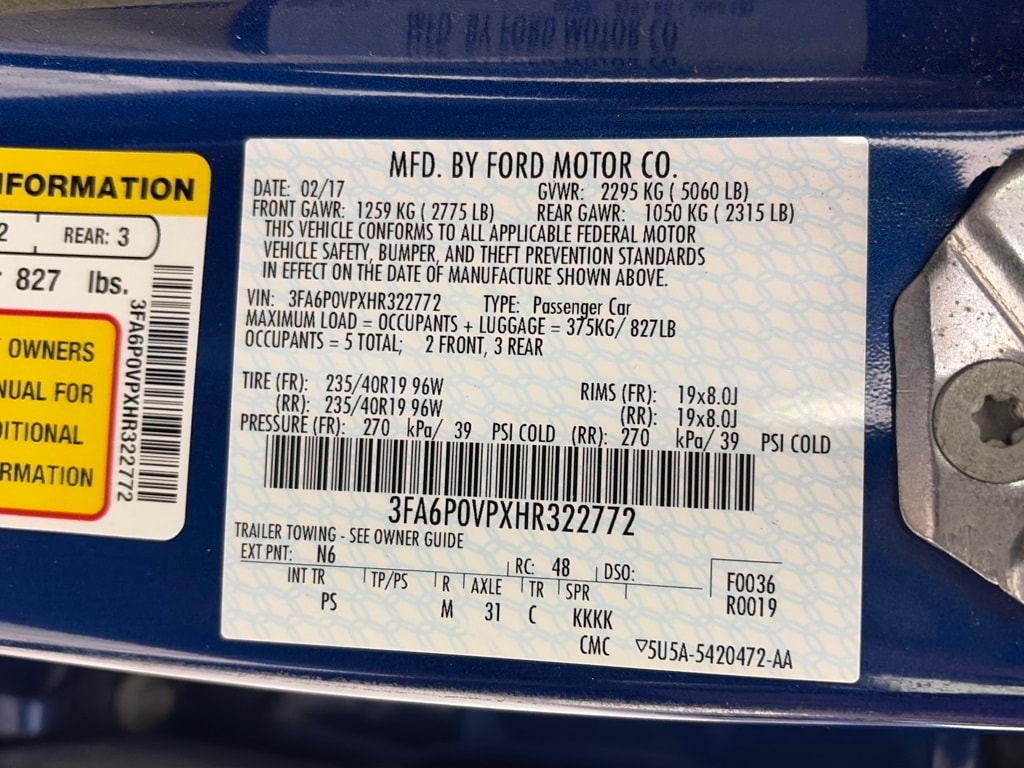 MFD. BY FORD MOTOR CO.
DATE: 02/17 GVWR: 2295 KG ( 5060 LB)
FRONT GAWR: 1259 KG ( 2775 LB) REAR GAWR: 1050 KG ( 2315 LB)
THIS VEHICLE CONFORMS TO ALL APPLICABLE FEDERAL MOTOR
VEHICLE SAFETY, BUMPER, AND THEFT PREVENTION STANDARDS
IN EFFECT ON THE DATE OF MANUFACTURE SHOWN ABOVE.
VIN: 3FA6P0VPXHR322772 TYPE: Passenger Car
MAXIMUM LOAD = OCCUPANTS + LUGGAGE = 375KG/ 827LB
OCCUPANTS = 5 TOTAL; 2 FRONT, 3 REAR
TIRE (FR): 235/40R19 96W RIMS (FR): 19x8.0J
(RR): 235/40R19 96W (RR): 19x8.0J
PRESSURE (FR): 270 kPa/ 39 PSI COLD (RR): 270 kPa/ 39 PSI COLD
3FA6P0VPXHR322772
TRAILER TOWING - SEE OWNER GUIDE
EXT PNT: N6 RC: 48 DSO:
INT TR TP/PS R AXLE TR SPR F0036
PS M 31 C KKKK R0019
CMC ▽5U5A-5420472-AA
NFORMATION
2 REAR: 3
827 lbs.
3FA6P0VPXHR322772
OWNERS
NUAL FOR
DITIONAL
RMATION